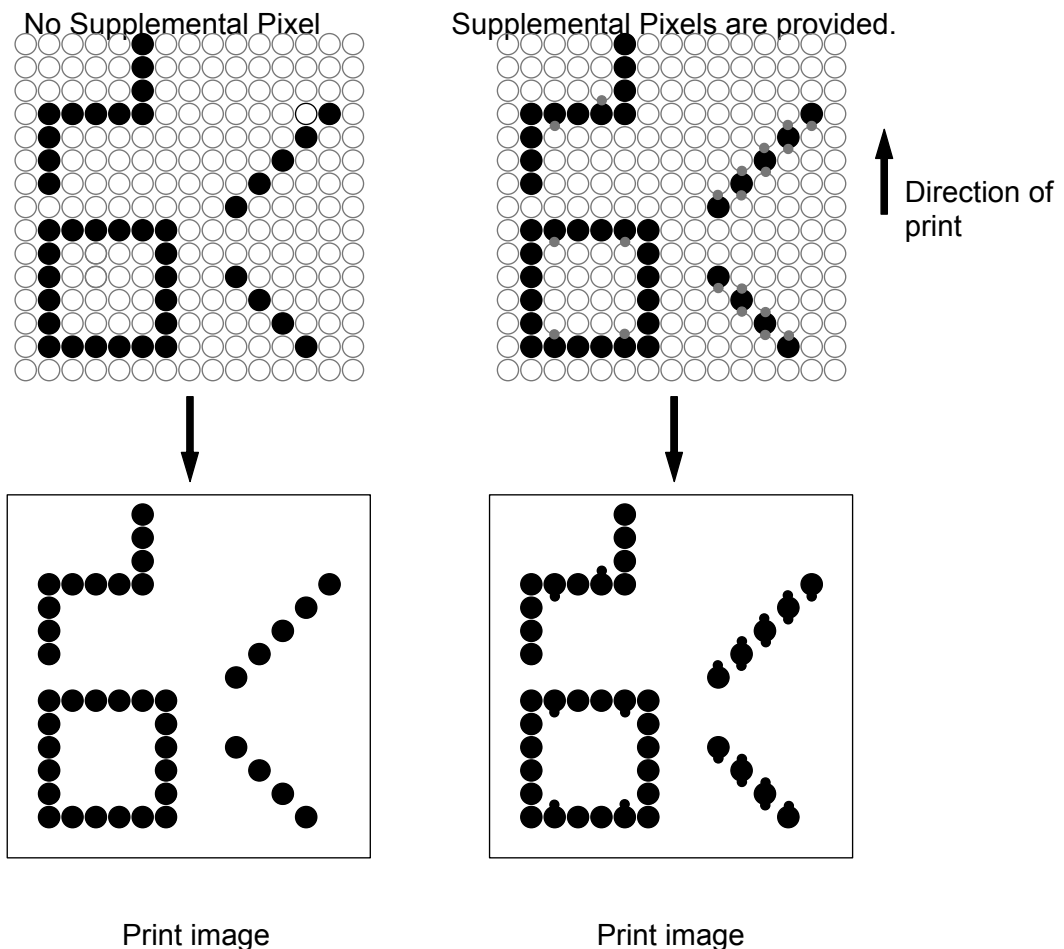 No Supplemental Pixel
Supplemental Pixels are provided.
Direction of
print
Print image
Print image